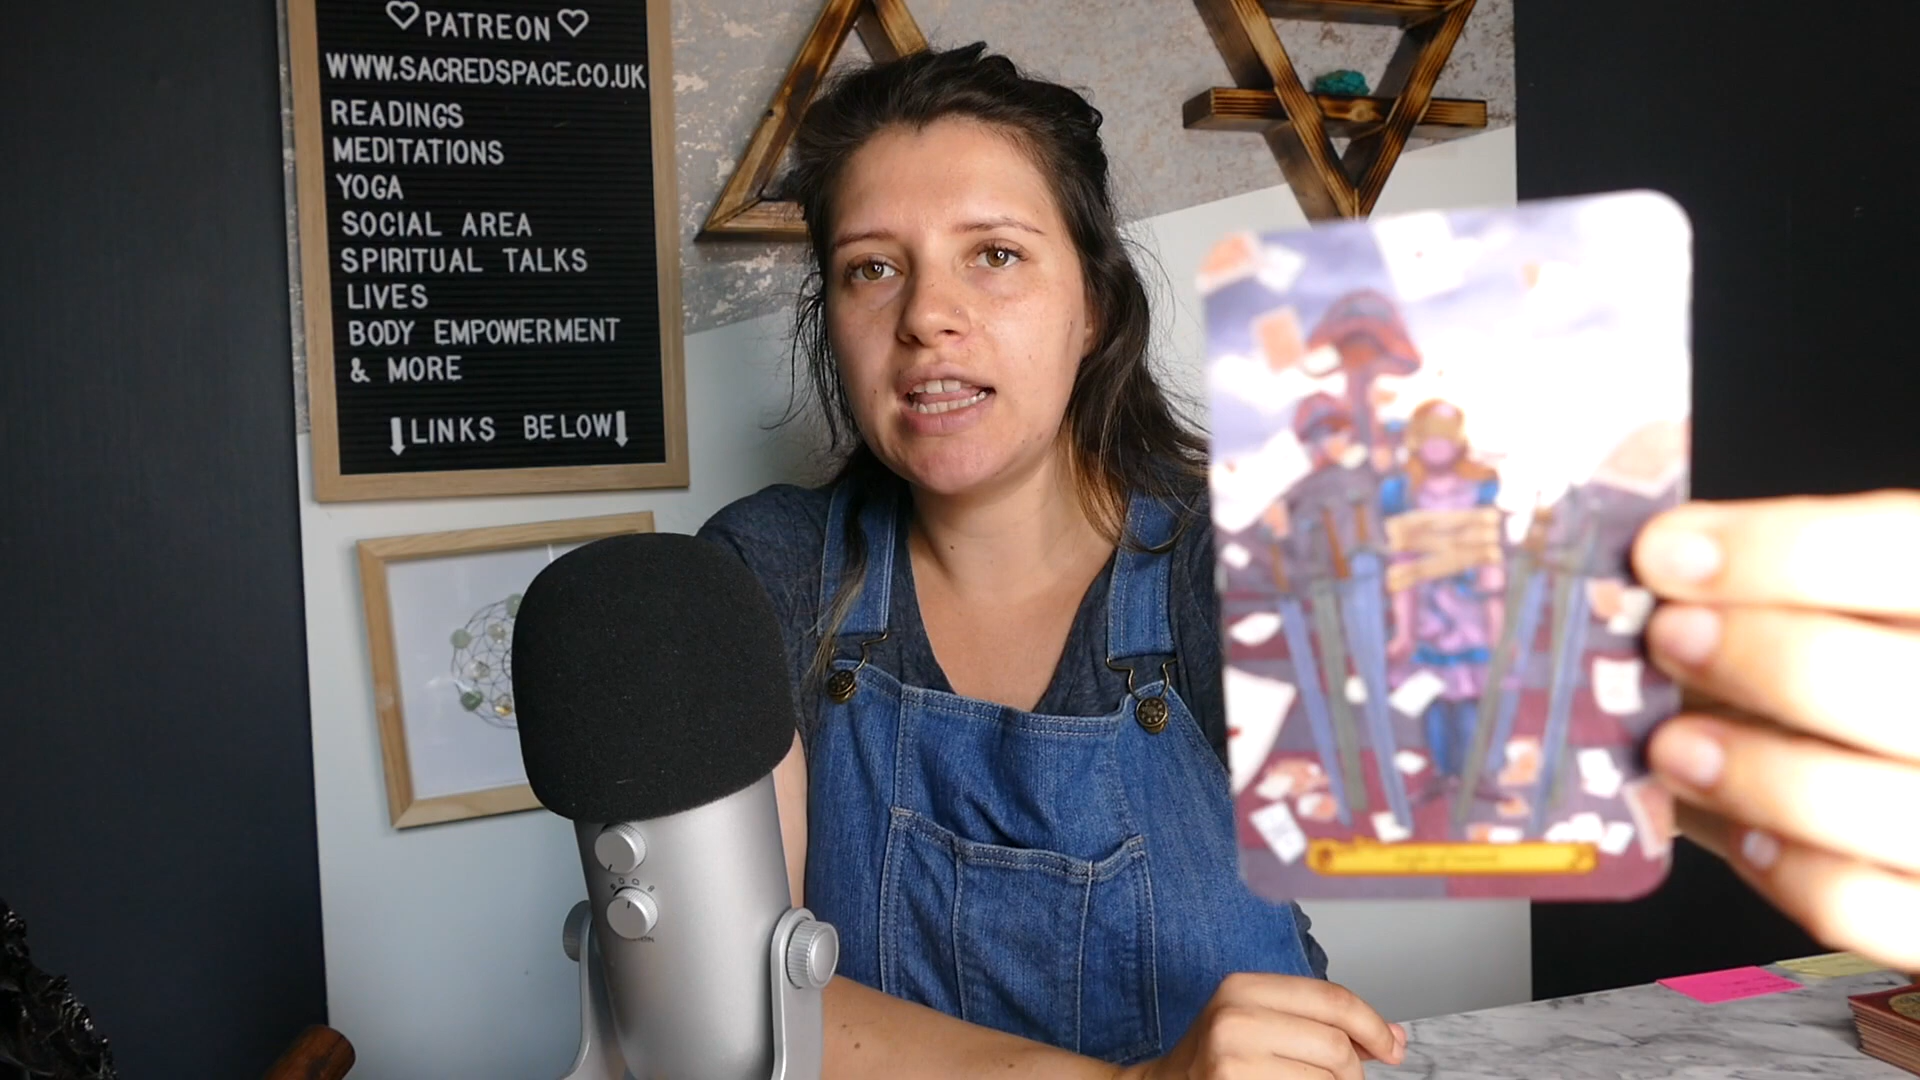 ♡PATREON♡
WWW.SACREDSPACE.CO.UK
READINGS
MEDITATIONS
YOGA
SOCIAL AREA
SPIRITUAL TALKS
LIVES
BODY EMPOWERMENT
& MORE
LINKS BELOW